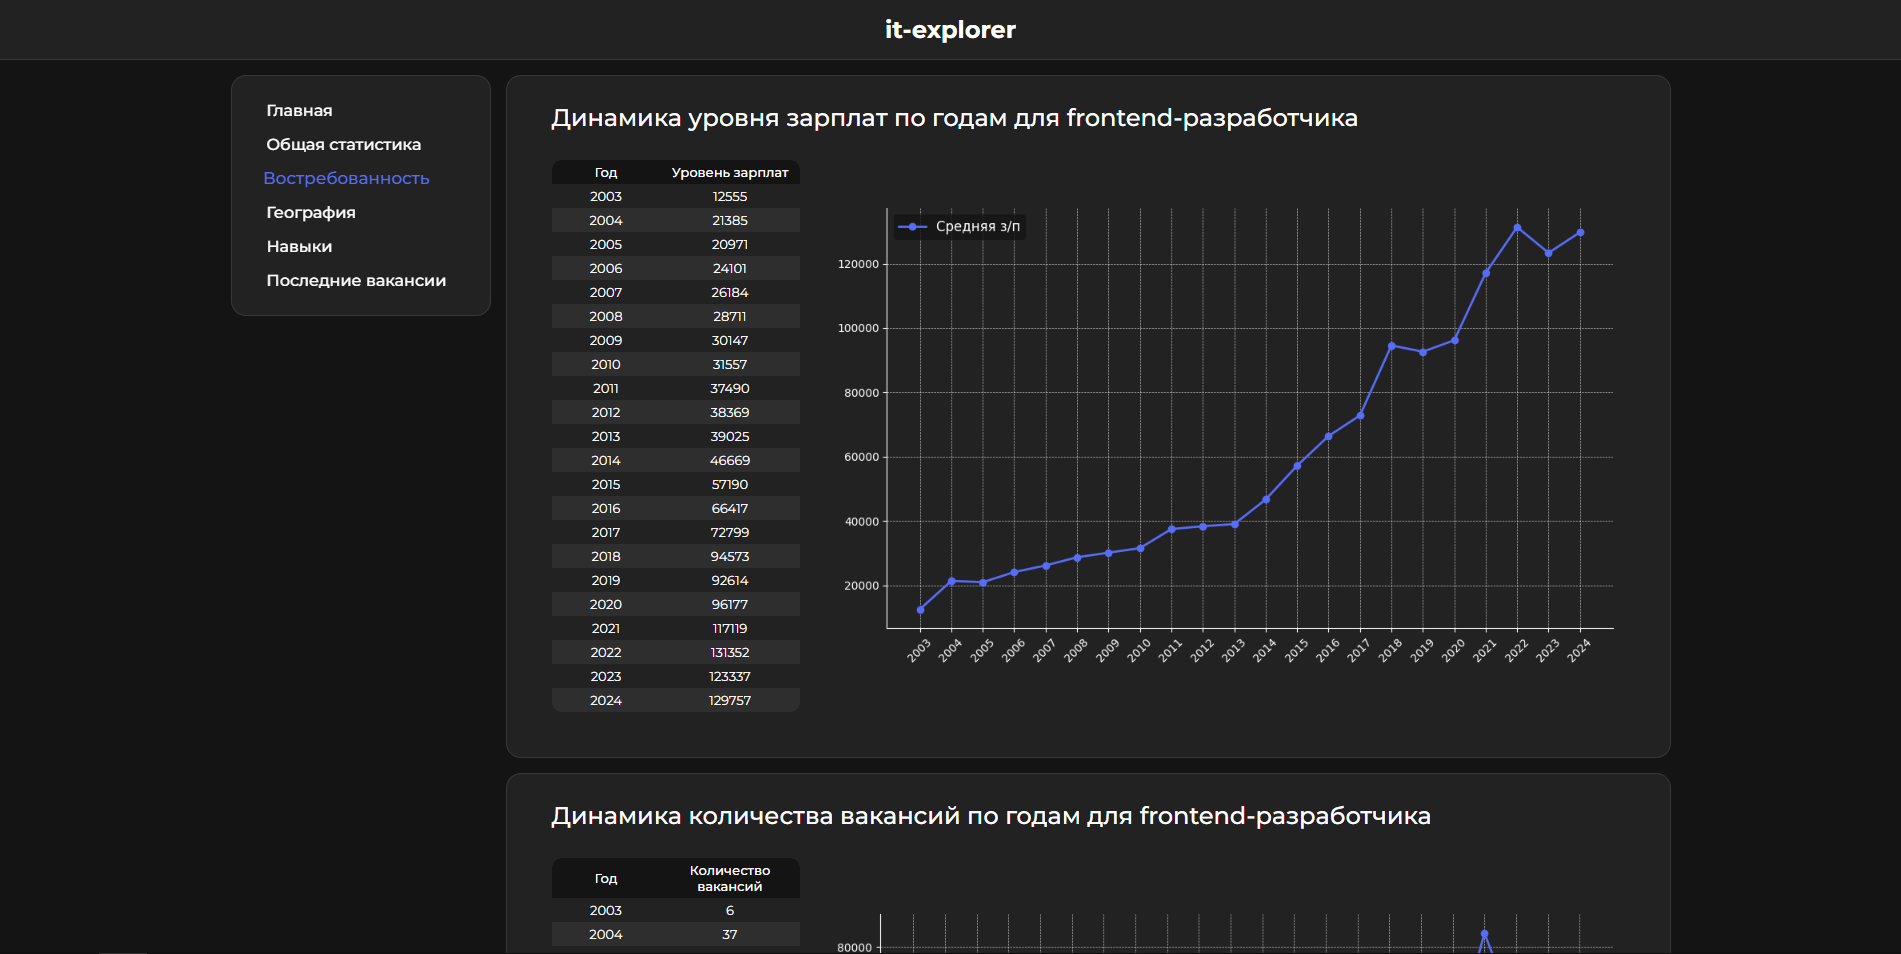 it-explorer
Главная
Общая статистика
Востребованность
География
Навыки
Последние вакансии
Динамика уровня зарплат по годам для frontend-разработчика
Год Уровень зарплат
2003 12555
2004 21385
2005 20971
2006 24101
2007 26184
2008 28711
2009 30147
2010 31557
2011 37490
2012 38369
2013 39025
2014 46669
2015 57190
2016 66417
2017 72799
2018 94573
2019 92614
2020 96177
2021 117119
2022 131352
2023 123337
2024 129757
Средняя з/п
120000
100000
80000
60000
40000
20000
2003 2004 2005 2006 2007 2008 2009 2010 2011 2012 2013 2014 2015 2016 2017 2018 2019 2020 2021 2022 2023 2024
Динамика количества вакансий по годам для frontend-разработчика
Год Количество
вакансий
2003 6
2004 37
80000